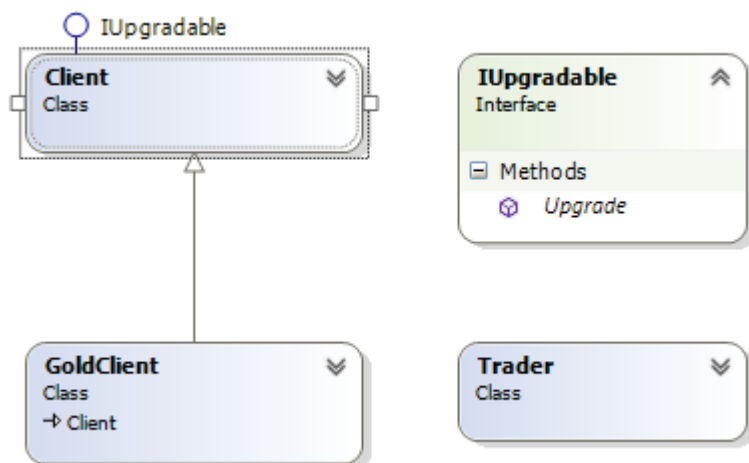 IUpgradable
Client
Class
IUpgradable
Interface
Methods
Upgrade
GoldClient
Class
Client
Trader
Class